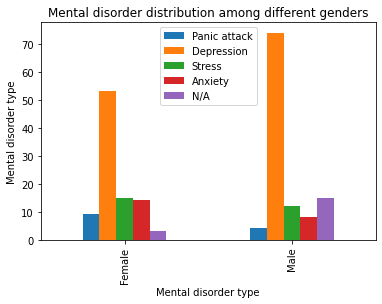 Mental disorder distribution among different genders
Panic attack
Depression
Stress
Anxiety
N/A
Mental disorder type
70
60
50
40
30
20
10
0
Female
Male
Mental disorder type